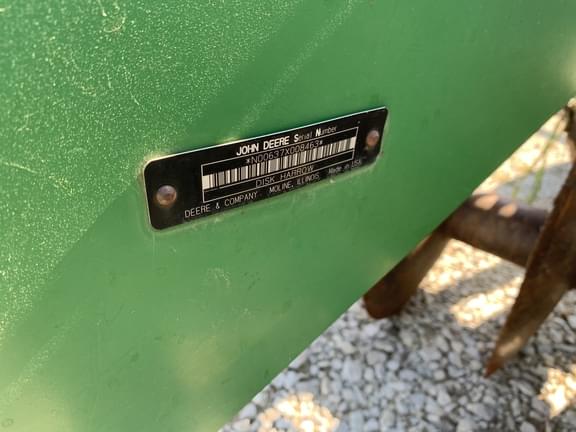 JOHN DEERE Serial Number
*N00637X008463*
DISK HARROW
DEERE & COMPANY MOLINE, ILLINOIS Made in USA